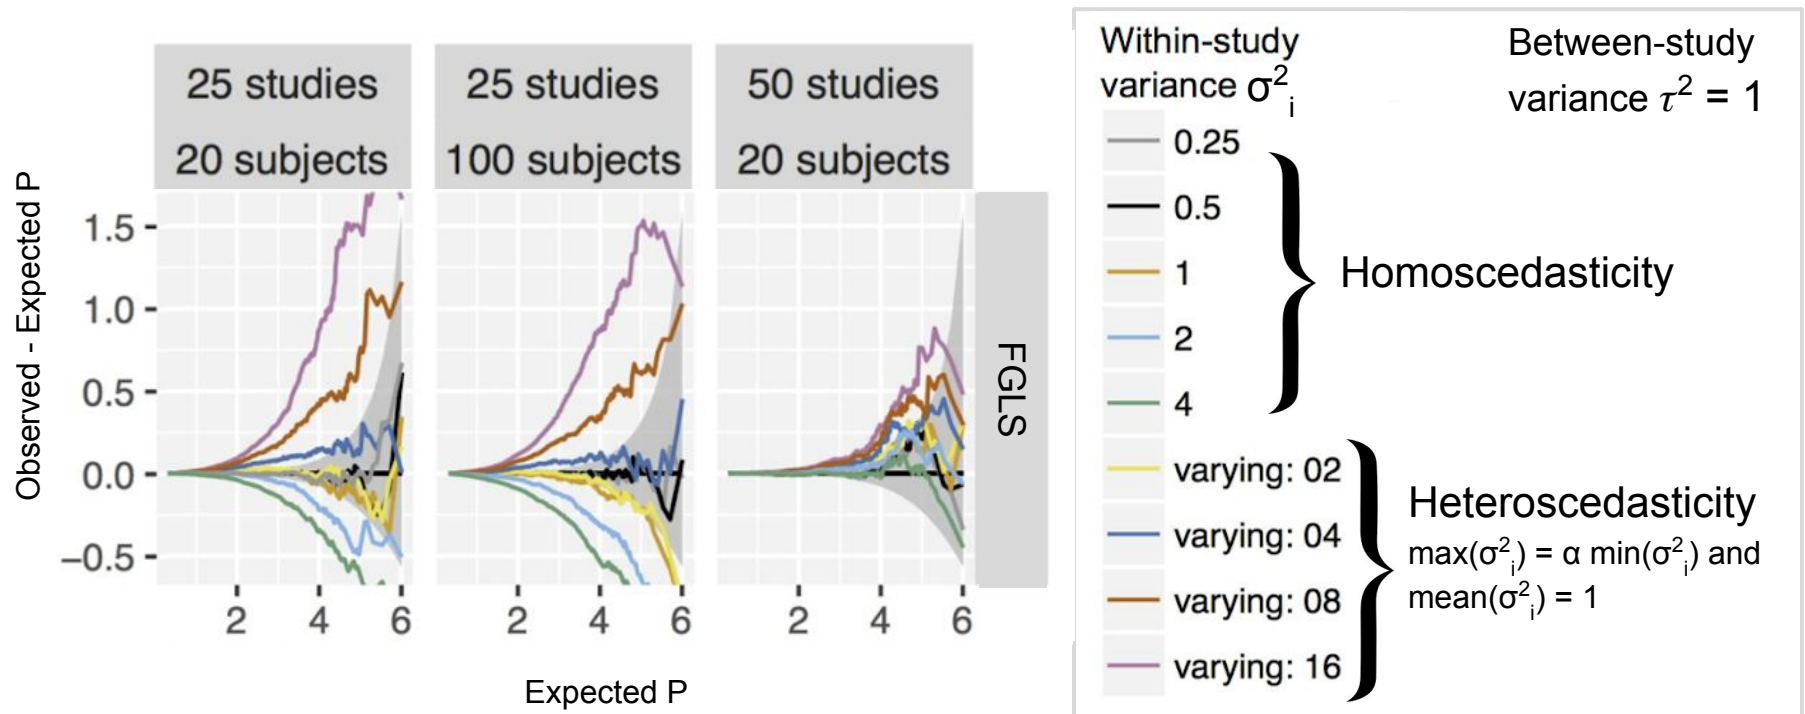 25 studies
20 subjects
25 studies
100 subjects
50 studies
20 subjects
Observed - Expected P
1.5
1.0
0.5
0.0
−0.5
2 4 6
2 4 6
2 4 6
Expected P
FGLS
Within-study
variance σ²ᵢ
Between-study
variance τ² = 1
0.25
0.5
1
2
4
Homoscedasticity
varying: 02
varying: 04
varying: 08
varying: 16
Heteroscedasticity
max(σ²ᵢ) = α min(σ²ᵢ) and
mean(σ²ᵢ) = 1